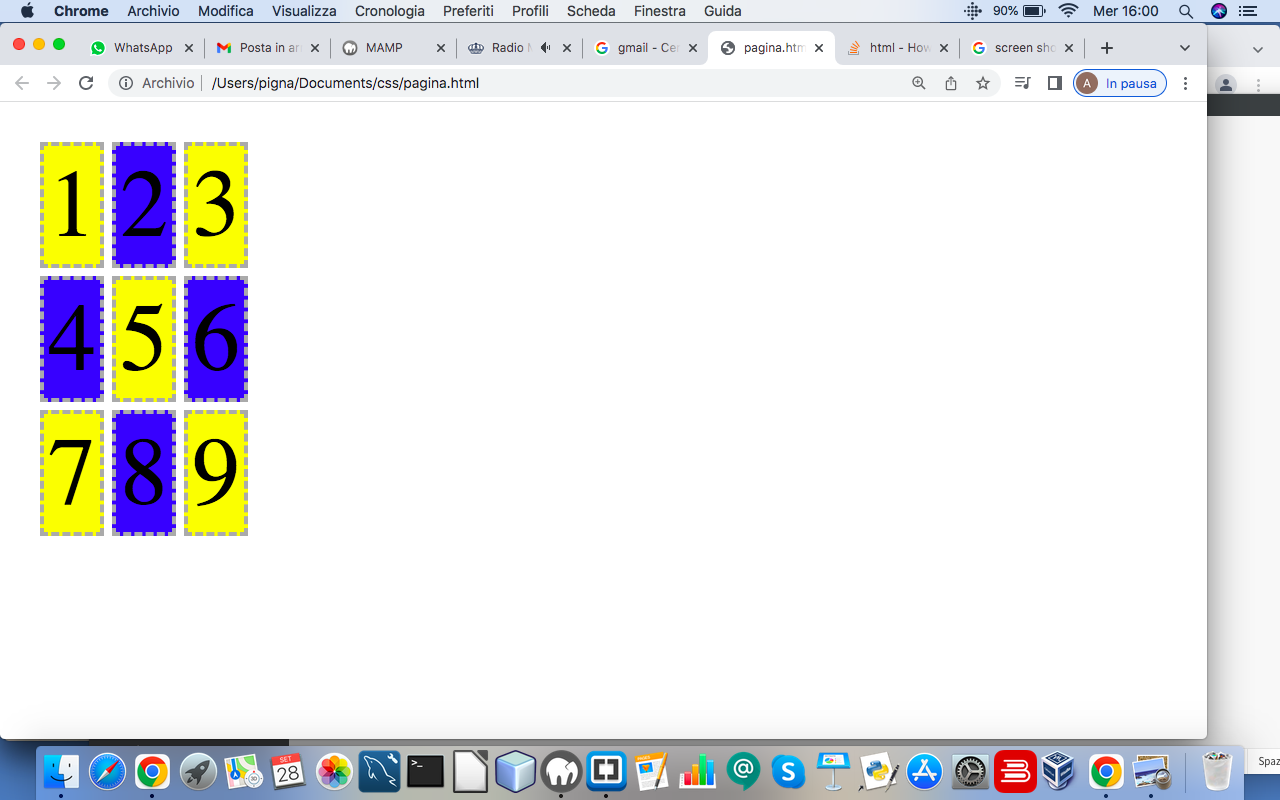 Chrome Archivio Modifica Visualizza Cronologia Preferiti Profili Scheda Finestra Guida 90% Mer 16:00
WhatsApp Posta in ar MAMP Radio gmail - Ce pagina.htm html - How screen sho
Archivio /Users/pigna/Documents/css/pagina.html A In pausa
1 2 3
4 5 6
7 8 9
SET
28
Spaz